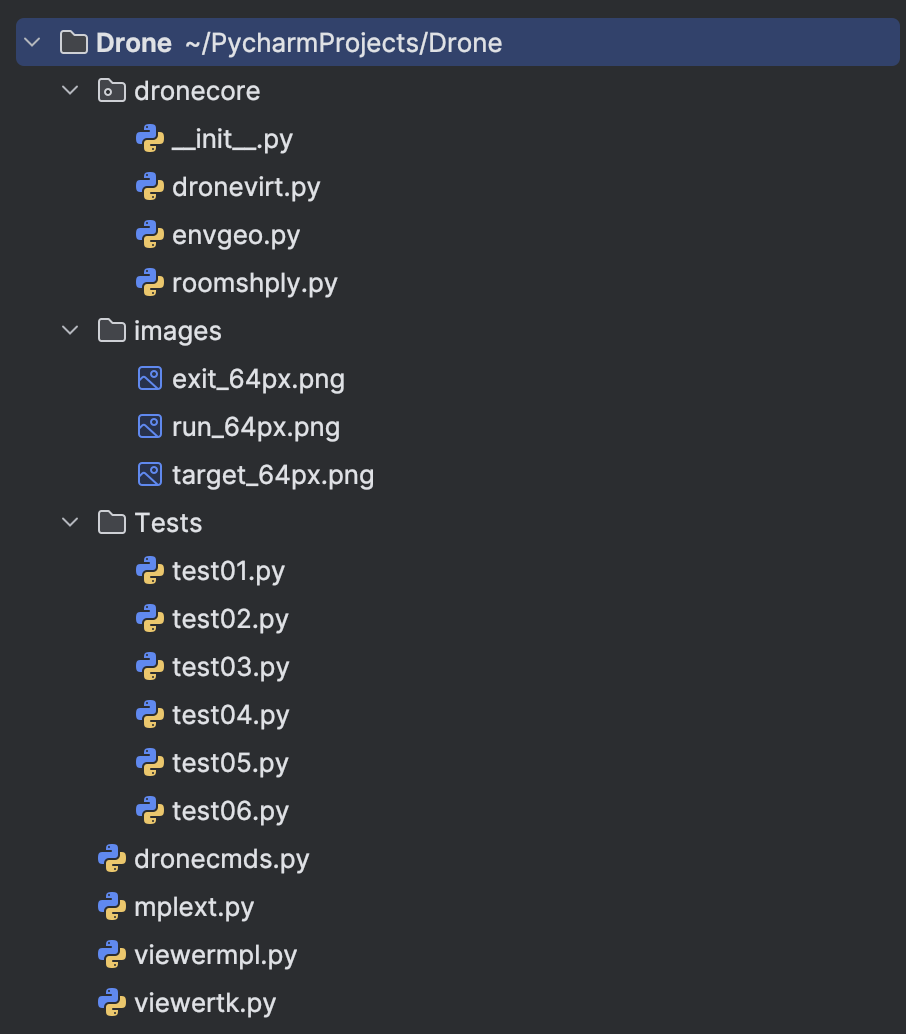 Drone ~/PycharmProjects/Drone
dronecore
__init__.py
dronevirt.py
envgeo.py
roomshply.py
images
exit_64px.png
run_64px.png
target_64px.png
Tests
test01.py
test02.py
test03.py
test04.py
test05.py
test06.py
dronecmds.py
mplext.py
viewermpl.py
viewertk.py